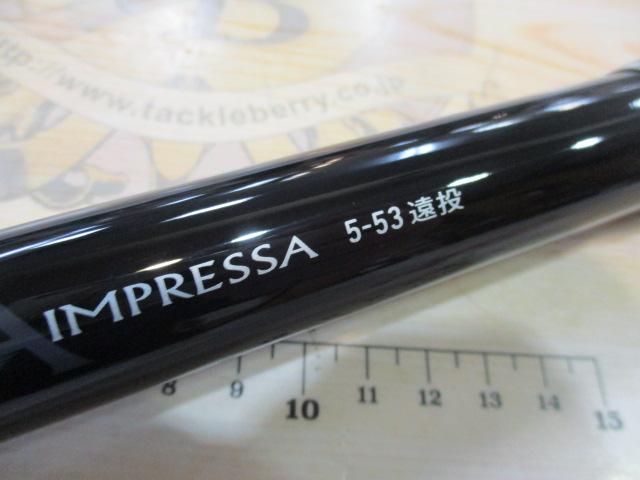 http://www.tackleberry.co.jp
IMPRESSA 5-53 遠投
8 9 10 11 12 13 14 15